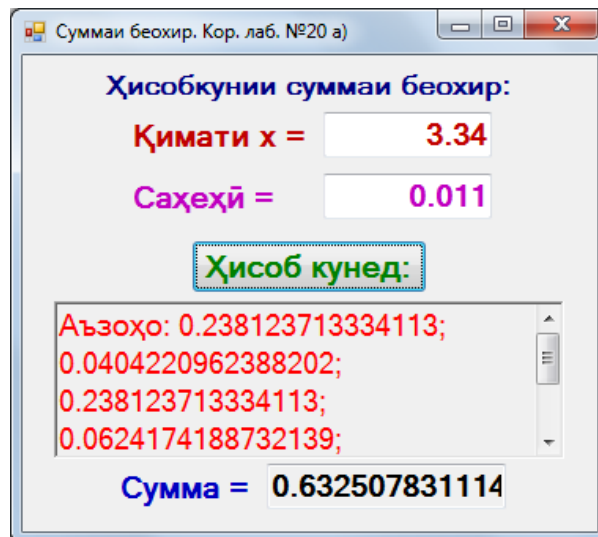 Суммаи беохир. Кор. лаб. №20 а)
Ҳисобкунии суммаи беохир:
Қимати x = 3.34
Саҳеҳӣ = 0.011
Ҳисоб кунед:
Аъзоҳо: 0.238123713334113;
0.0404220962388202;
0.238123713334113;
0.0624174188732139;
Сумма = 0.632507831114